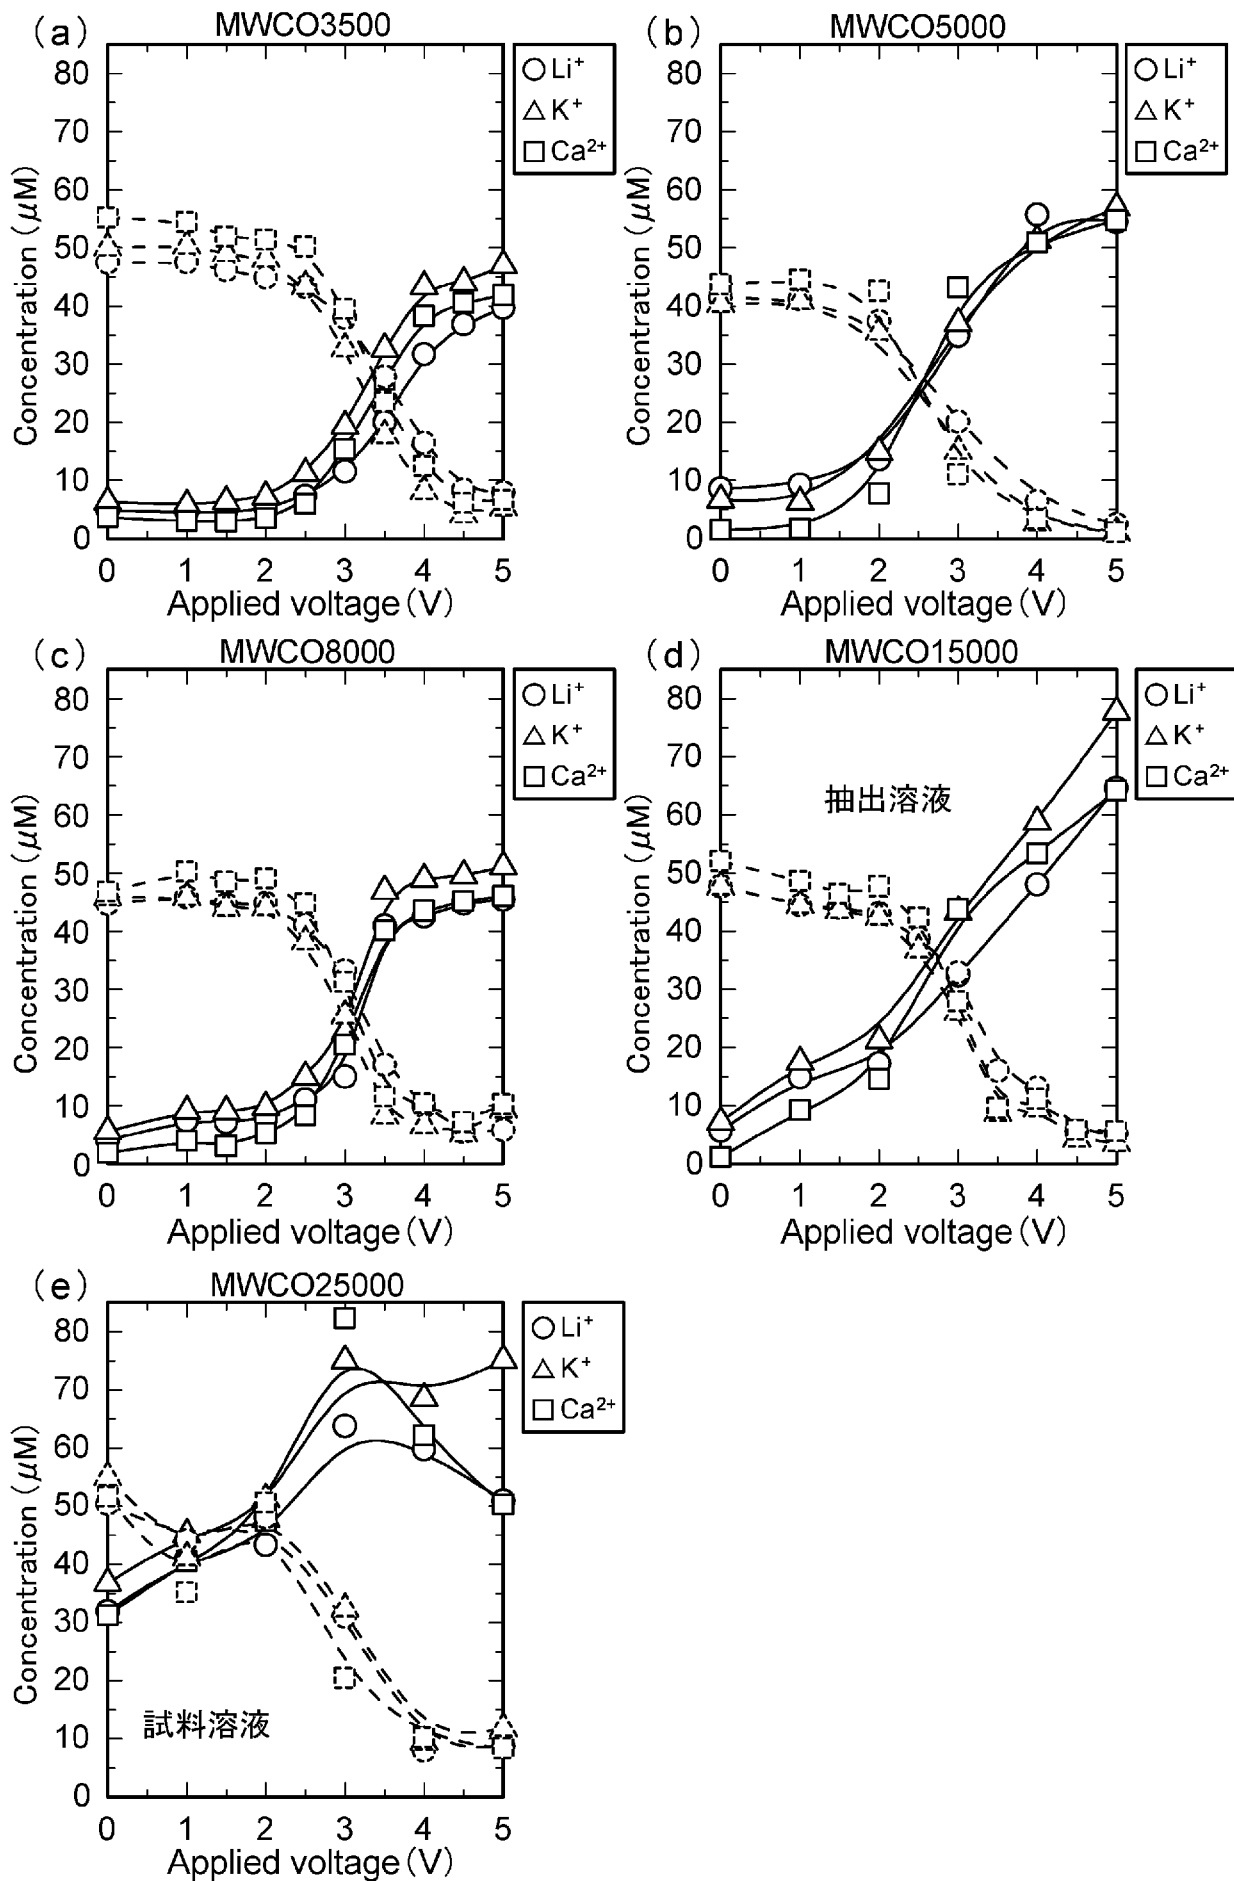 (a) MWCO3500
Concentration (μM)
80
70
60
50
40
30
20
10
0
0 1 2 3 4 5
Applied voltage (V)
Li⁺
K⁺
Ca²⁺
(b) MWCO5000
Concentration (μM)
80
70
60
50
40
30
20
10
0
0 1 2 3 4 5
Applied voltage (V)
Li⁺
K⁺
Ca²⁺
(c) MWCO8000
Concentration (μM)
80
70
60
50
40
30
20
10
0
0 1 2 3 4 5
Applied voltage (V)
Li⁺
K⁺
Ca²⁺
(d) MWCO15000
Concentration (μM)
80
70
60
50
40
30
20
10
0
抽出溶液
0 1 2 3 4 5
Applied voltage (V)
Li⁺
K⁺
Ca²⁺
(e) MWCO25000
Concentration (μM)
80
70
60
50
40
30
20
10
0
試料溶液
0 1 2 3 4 5
Applied voltage (V)
Li⁺
K⁺
Ca²⁺